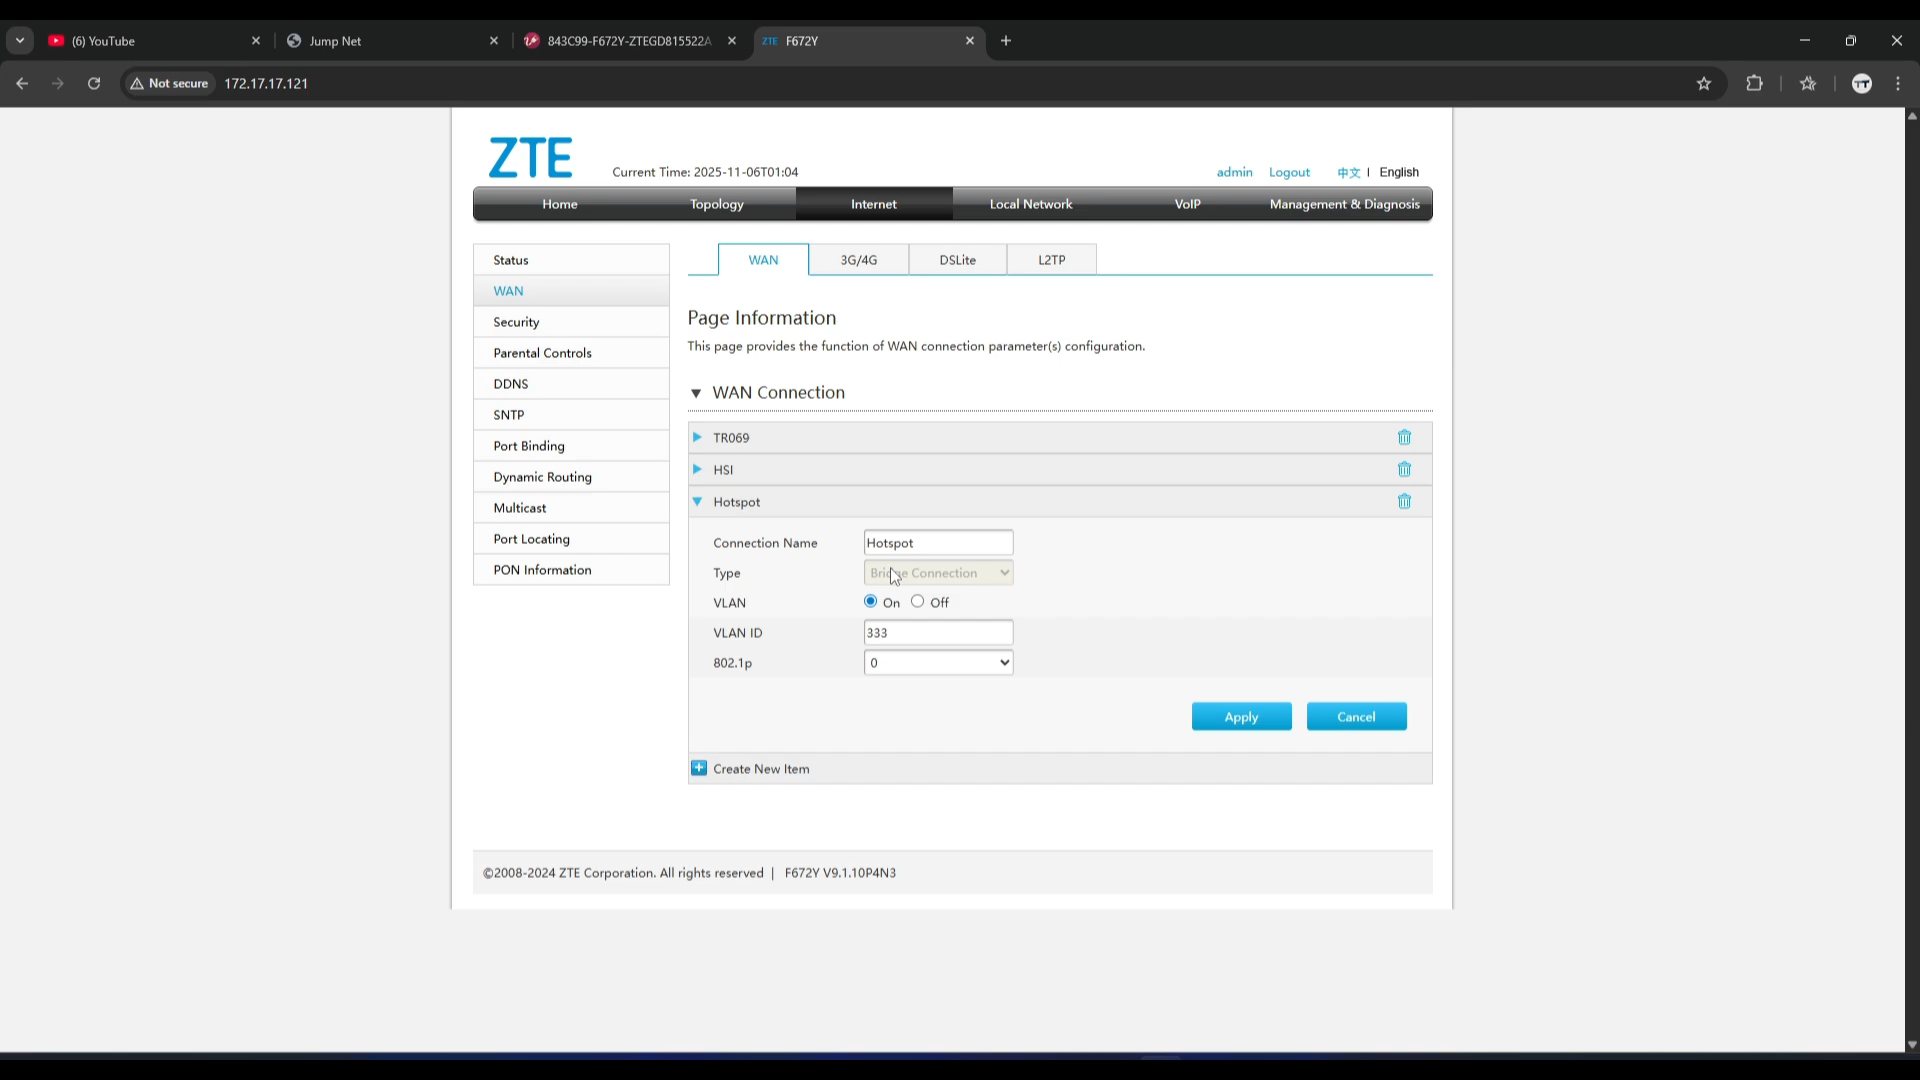 (6) YouTube
Jump Net
843C99-F672Y-ZTEGD815522A
ZTE F672Y
Not secure 172.17.17.121
ZTE
Current Time: 2025-11-06T01:04
admin Logout 中文 | English
Home Topology Internet Local Network VoIP Management & Diagnosis
Status
WAN
Security
Parental Controls
DDNS
SNTP
Port Binding
Dynamic Routing
Multicast
Port Locating
PON Information
WAN 3G/4G DSLite L2TP
Page Information
This page provides the function of WAN connection parameter(s) configuration.
WAN Connection
TR069
HSI
Hotspot
Connection Name Hotspot
Type Bridge Connection
VLAN On Off
VLAN ID 333
802.1p 0
Apply Cancel
Create New Item
©2008-2024 ZTE Corporation. All rights reserved | F672Y V9.1.10P4N3